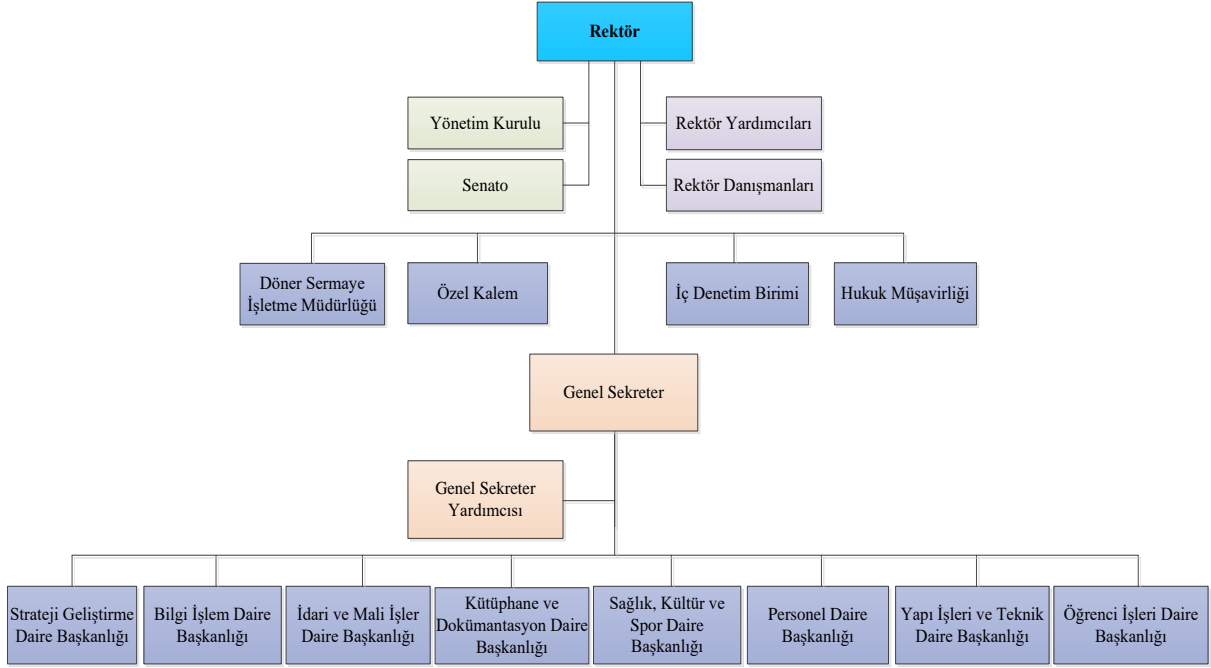 Rektör
Yönetim Kurulu
Rektör Yardımcıları
Senato
Rektör Danışmanları
Döner Sermaye
İşletme Müdürlüğü
Özel Kalem
İç Denetim Birimi
Hukuk Müşavirliği
Genel Sekreter
Genel Sekreter
Yardımcısı
Strateji Geliştirme
Daire Başkanlığı
Bilgi İşlem Daire
Başkanlığı
İdari ve Mali İşler
Daire Başkanlığı
Kütüphane ve
Dokümantasyon Daire
Başkanlığı
Sağlık, Kültür ve
Spor Daire
Başkanlığı
Personel Daire
Başkanlığı
Yapı İşleri ve Teknik
Daire Başkanlığı
Öğrenci İşleri Daire
Başkanlığı